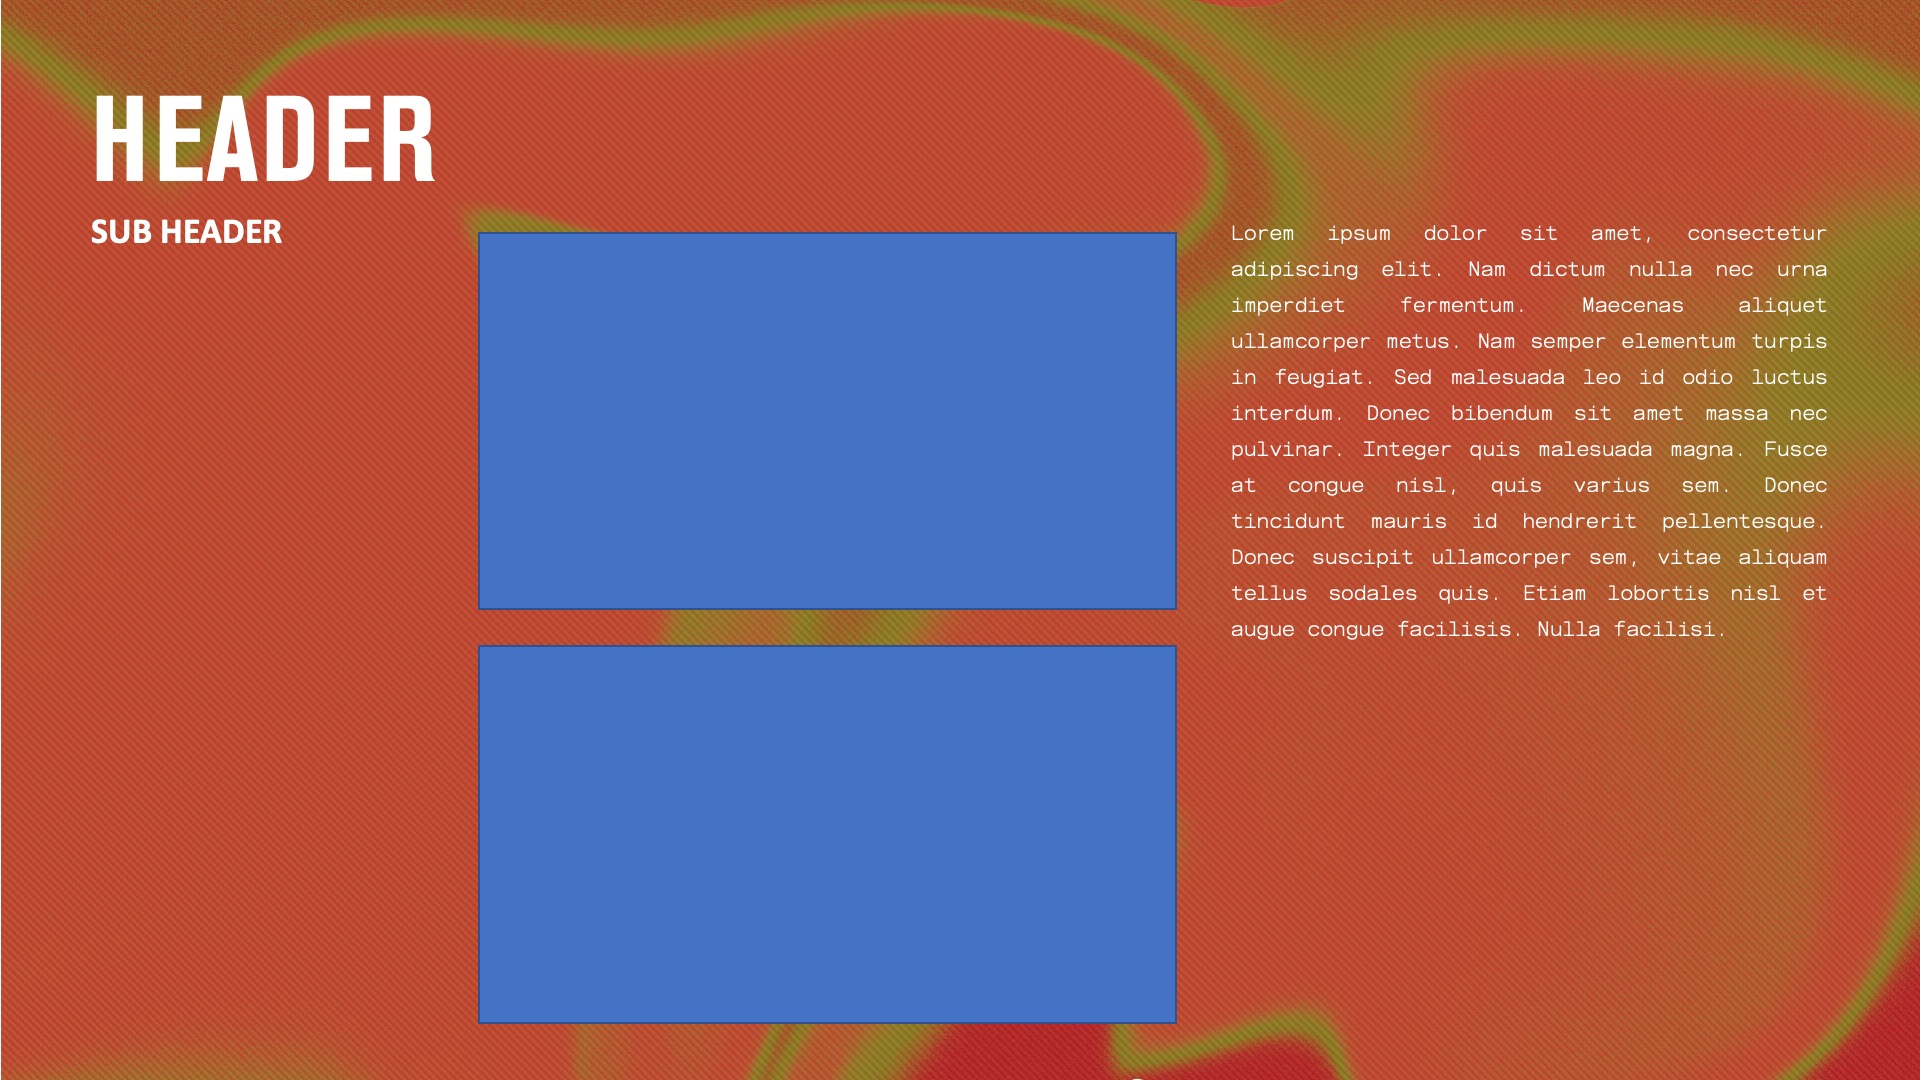 HEADER
SUB HEADER
Lorem ipsum dolor sit amet, consectetur
adipiscing elit. Nam dictum nulla nec urna
imperdiet fermentum. Maecenas aliquet
ullamcorper metus. Nam semper elementum turpis
in feugiat. Sed malesuada leo id odio luctus
interdum. Donec bibendum sit amet massa nec
pulvinar. Integer quis malesuada magna. Fusce
at congue nisl, quis varius sem. Donec
tincidunt mauris id hendrerit pellentesque.
Donec suscipit ullamcorper sem, vitae aliquam
tellus sodales quis. Etiam lobortis nisl et
augue congue facilisis. Nulla facilisi.